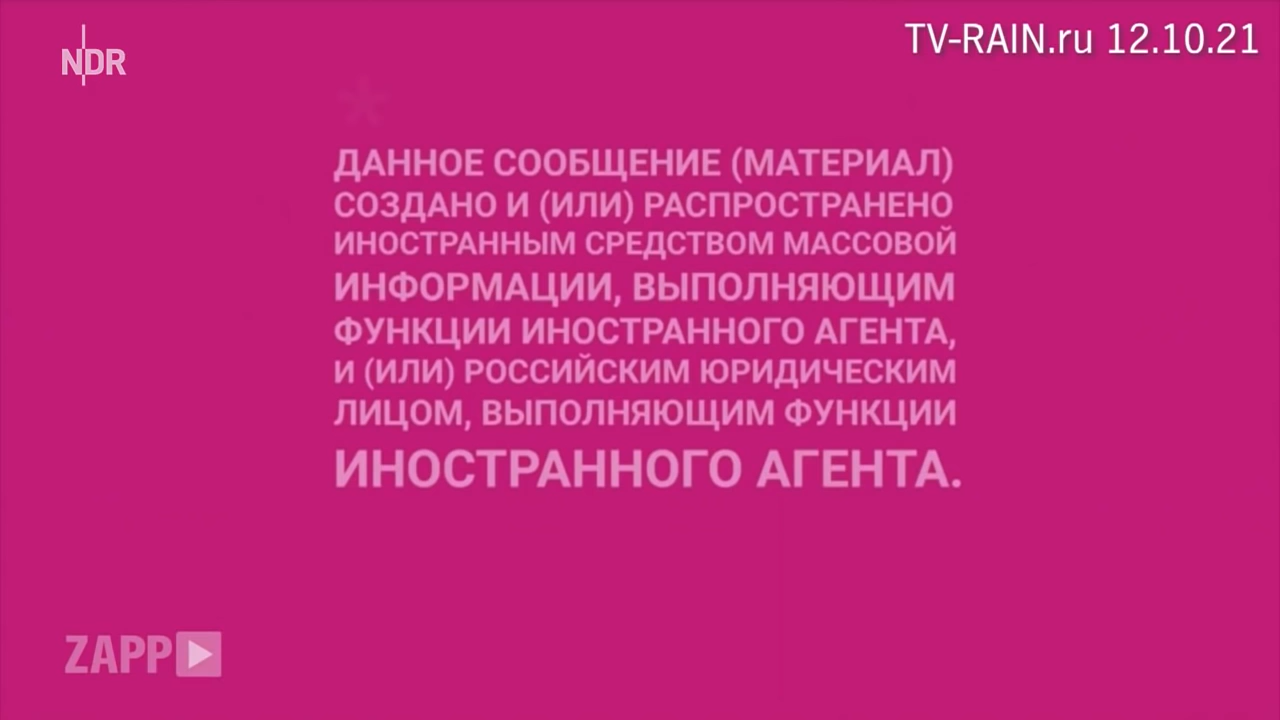 NDR
TV-RAIN.ru 12.10.21
*
ДАННОЕ СООБЩЕНИЕ (МАТЕРИАЛ)
СОЗДАНО И (ИЛИ) РАСПРОСТРАНЕНО
ИНОСТРАННЫМ СРЕДСТВОМ МАССОВОЙ
ИНФОРМАЦИИ, ВЫПОЛНЯЮЩИМ
ФУНКЦИИ ИНОСТРАННОГО АГЕНТА,
И (ИЛИ) РОССИЙСКИМ ЮРИДИЧЕСКИМ
ЛИЦОМ, ВЫПОЛНЯЮЩИМ ФУНКЦИИ
ИНОСТРАННОГО АГЕНТА.
ZAPP